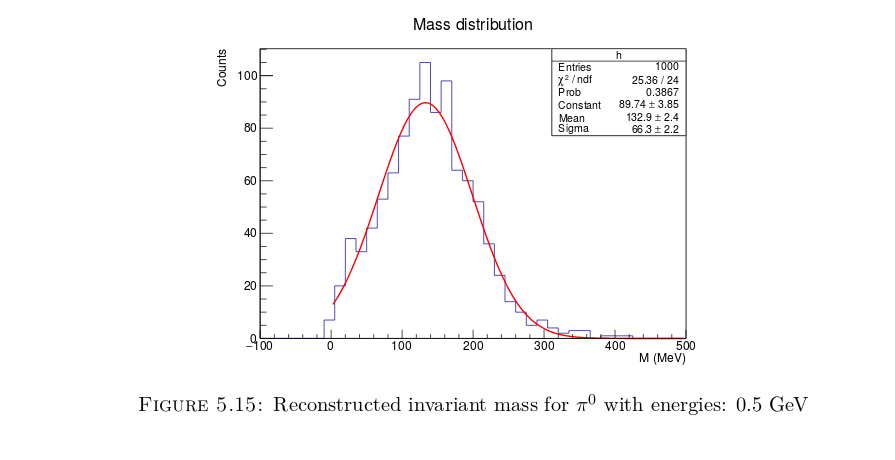 Mass distribution
Counts
h
Entries 1000
χ² / ndf 25.36 / 24
Prob 0.3867
Constant 89.74 ± 3.85
Mean 132.9 ± 2.4
Sigma 66.3 ± 2.2
100
80
60
40
20
0
−100 0 100 200 300 400 500
M (MeV)
Figure 5.15: Reconstructed invariant mass for π⁰ with energies: 0.5 GeV